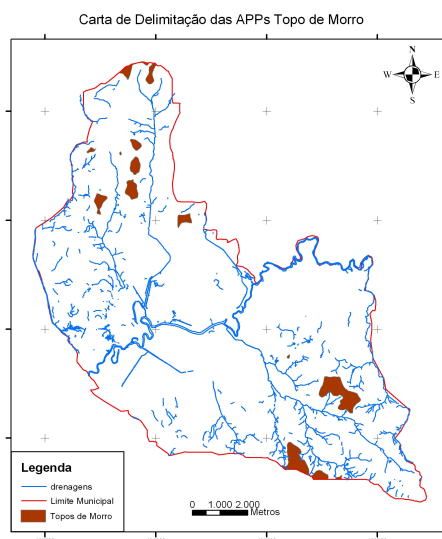 Carta de Delimitação das APPs Topo de Morro
N
W E
S
Legenda
drenagens
Limite Municipal
Topos de Morro
0 1.000 2.000
Metros